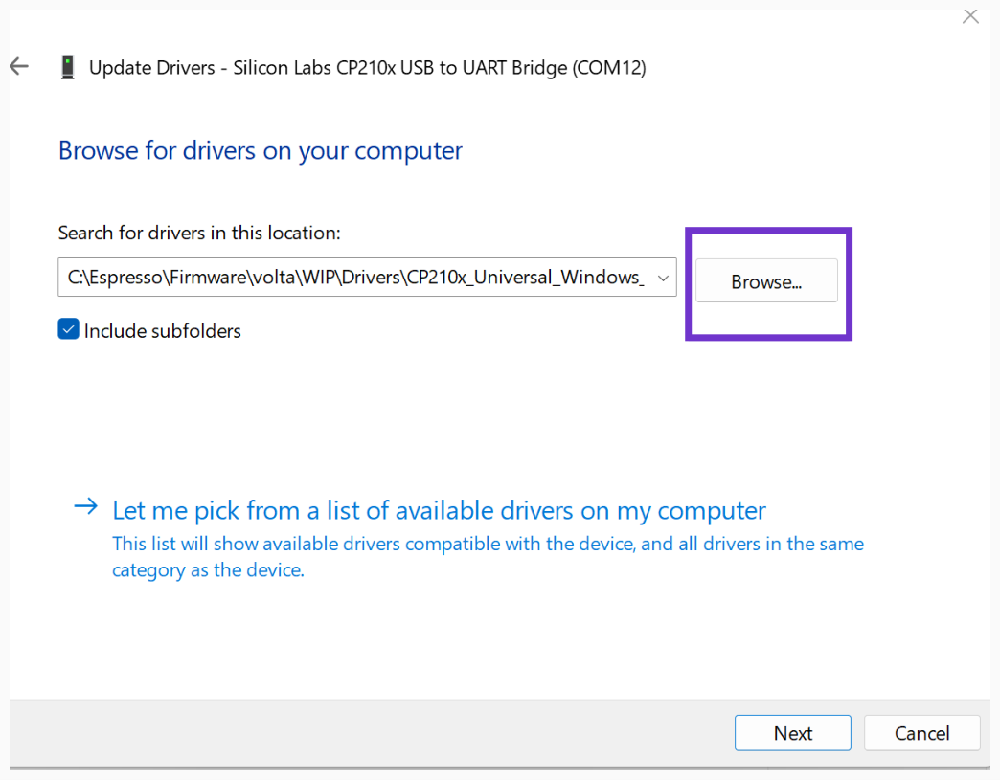 Update Drivers - Silicon Labs CP210x USB to UART Bridge (COM12)
Browse for drivers on your computer
Search for drivers in this location:
C:\Espresso\Firmware\volta\WIP\Drivers\CP210x_Universal_Windows_
Browse...
Include subfolders
Let me pick from a list of available drivers on my computer
This list will show available drivers compatible with the device, and all drivers in the same
category as the device.
Next
Cancel